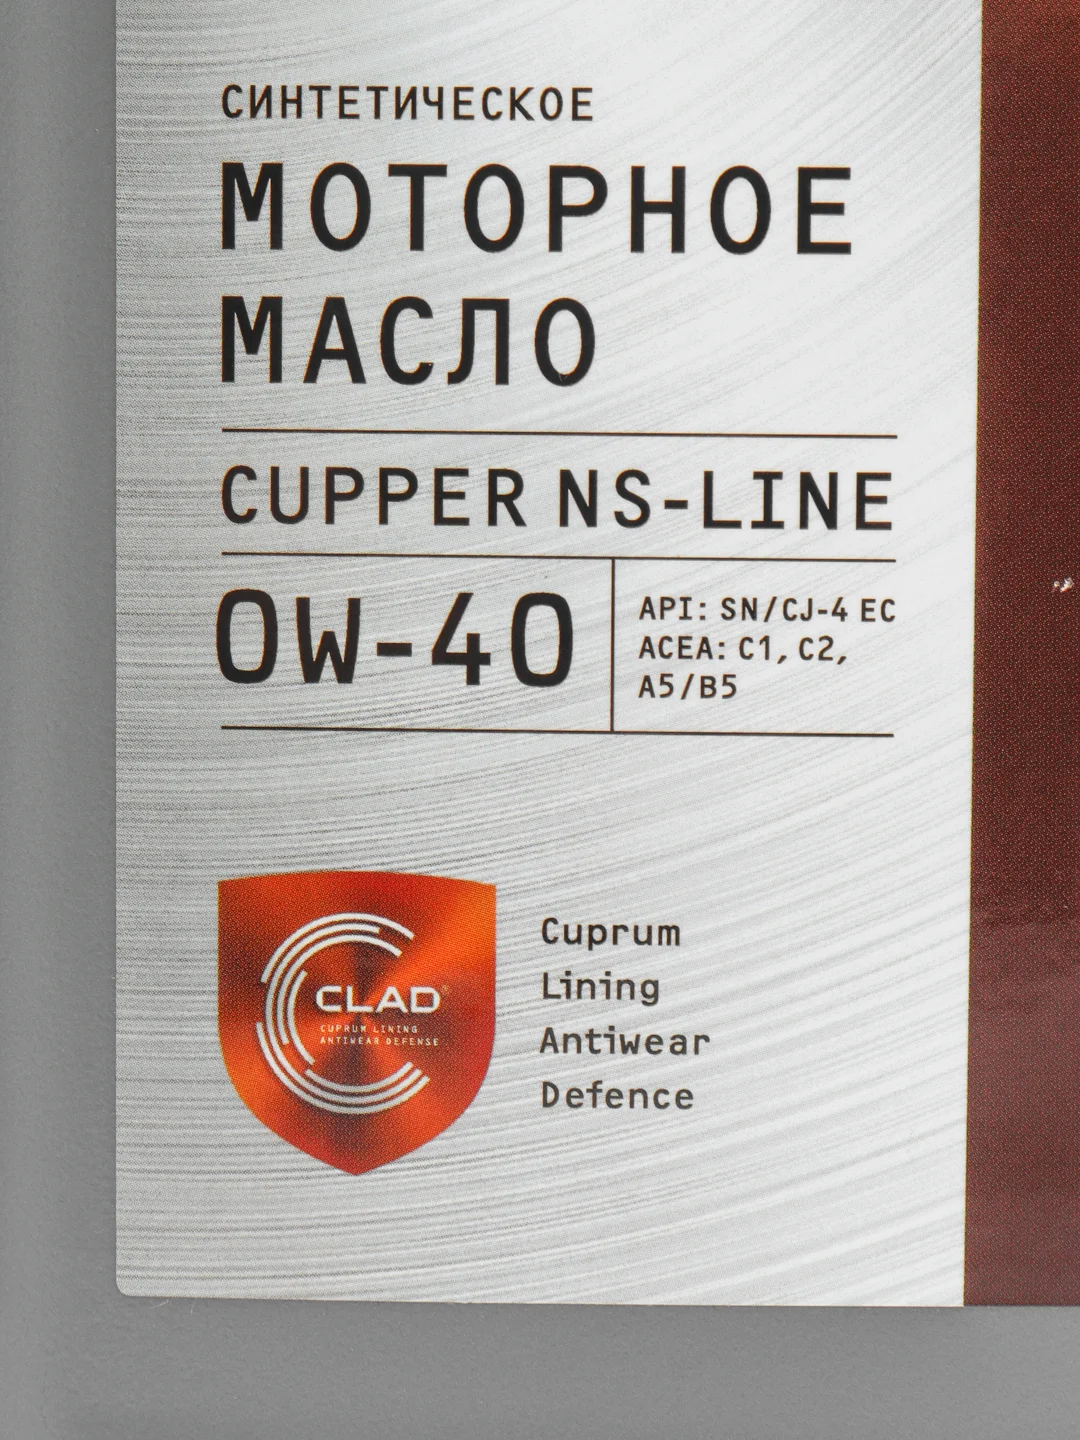 СИНТЕТИЧЕСКОЕ
МОТОРНОЕ
МАСЛО
CUPPER NS-LINE
0W-40
API: SN/CJ-4 EC
ACEA: C1, C2,
A5/B5
CLAD®
CUPRUM LINING
ANTIWEAR DEFENSE
Cuprum
Lining
Antiwear
Defence